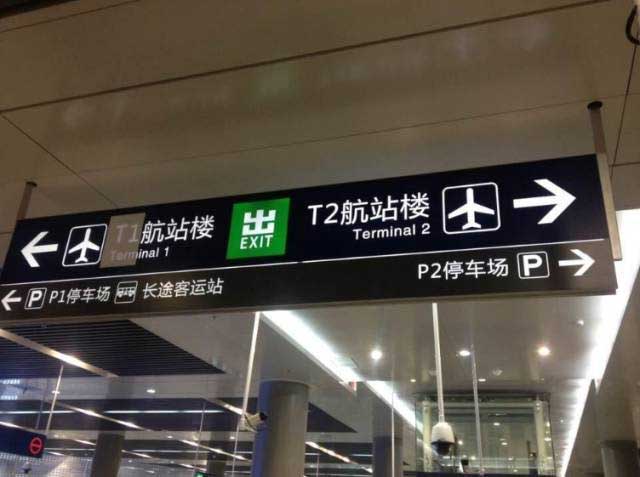 T1航站楼
Terminal 1
出
EXIT
T2航站楼
Terminal 2
P P1停车场 长途客运站
P2停车场 P